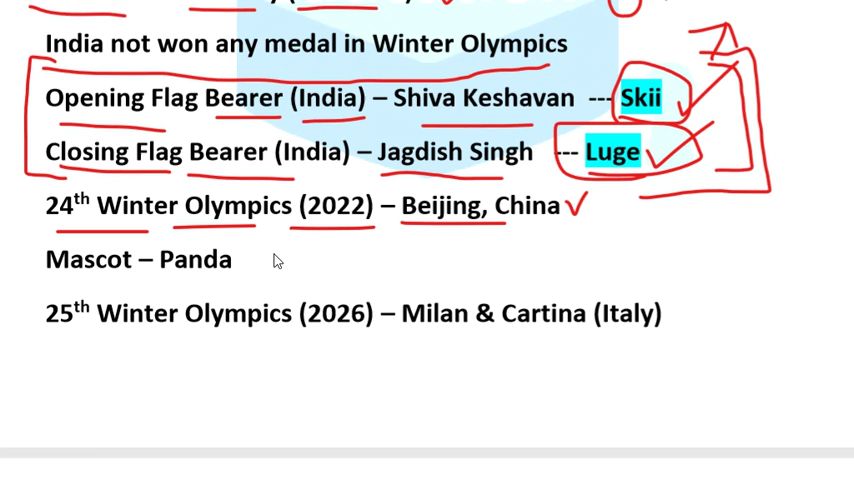 India not won any medal in Winter Olympics
Opening Flag Bearer (India) – Shiva Keshavan --- Skii
Closing Flag Bearer (India) – Jagdish Singh --- Luge
24th Winter Olympics (2022) – Beijing, China
Mascot – Panda
25th Winter Olympics (2026) – Milan & Cartina (Italy)